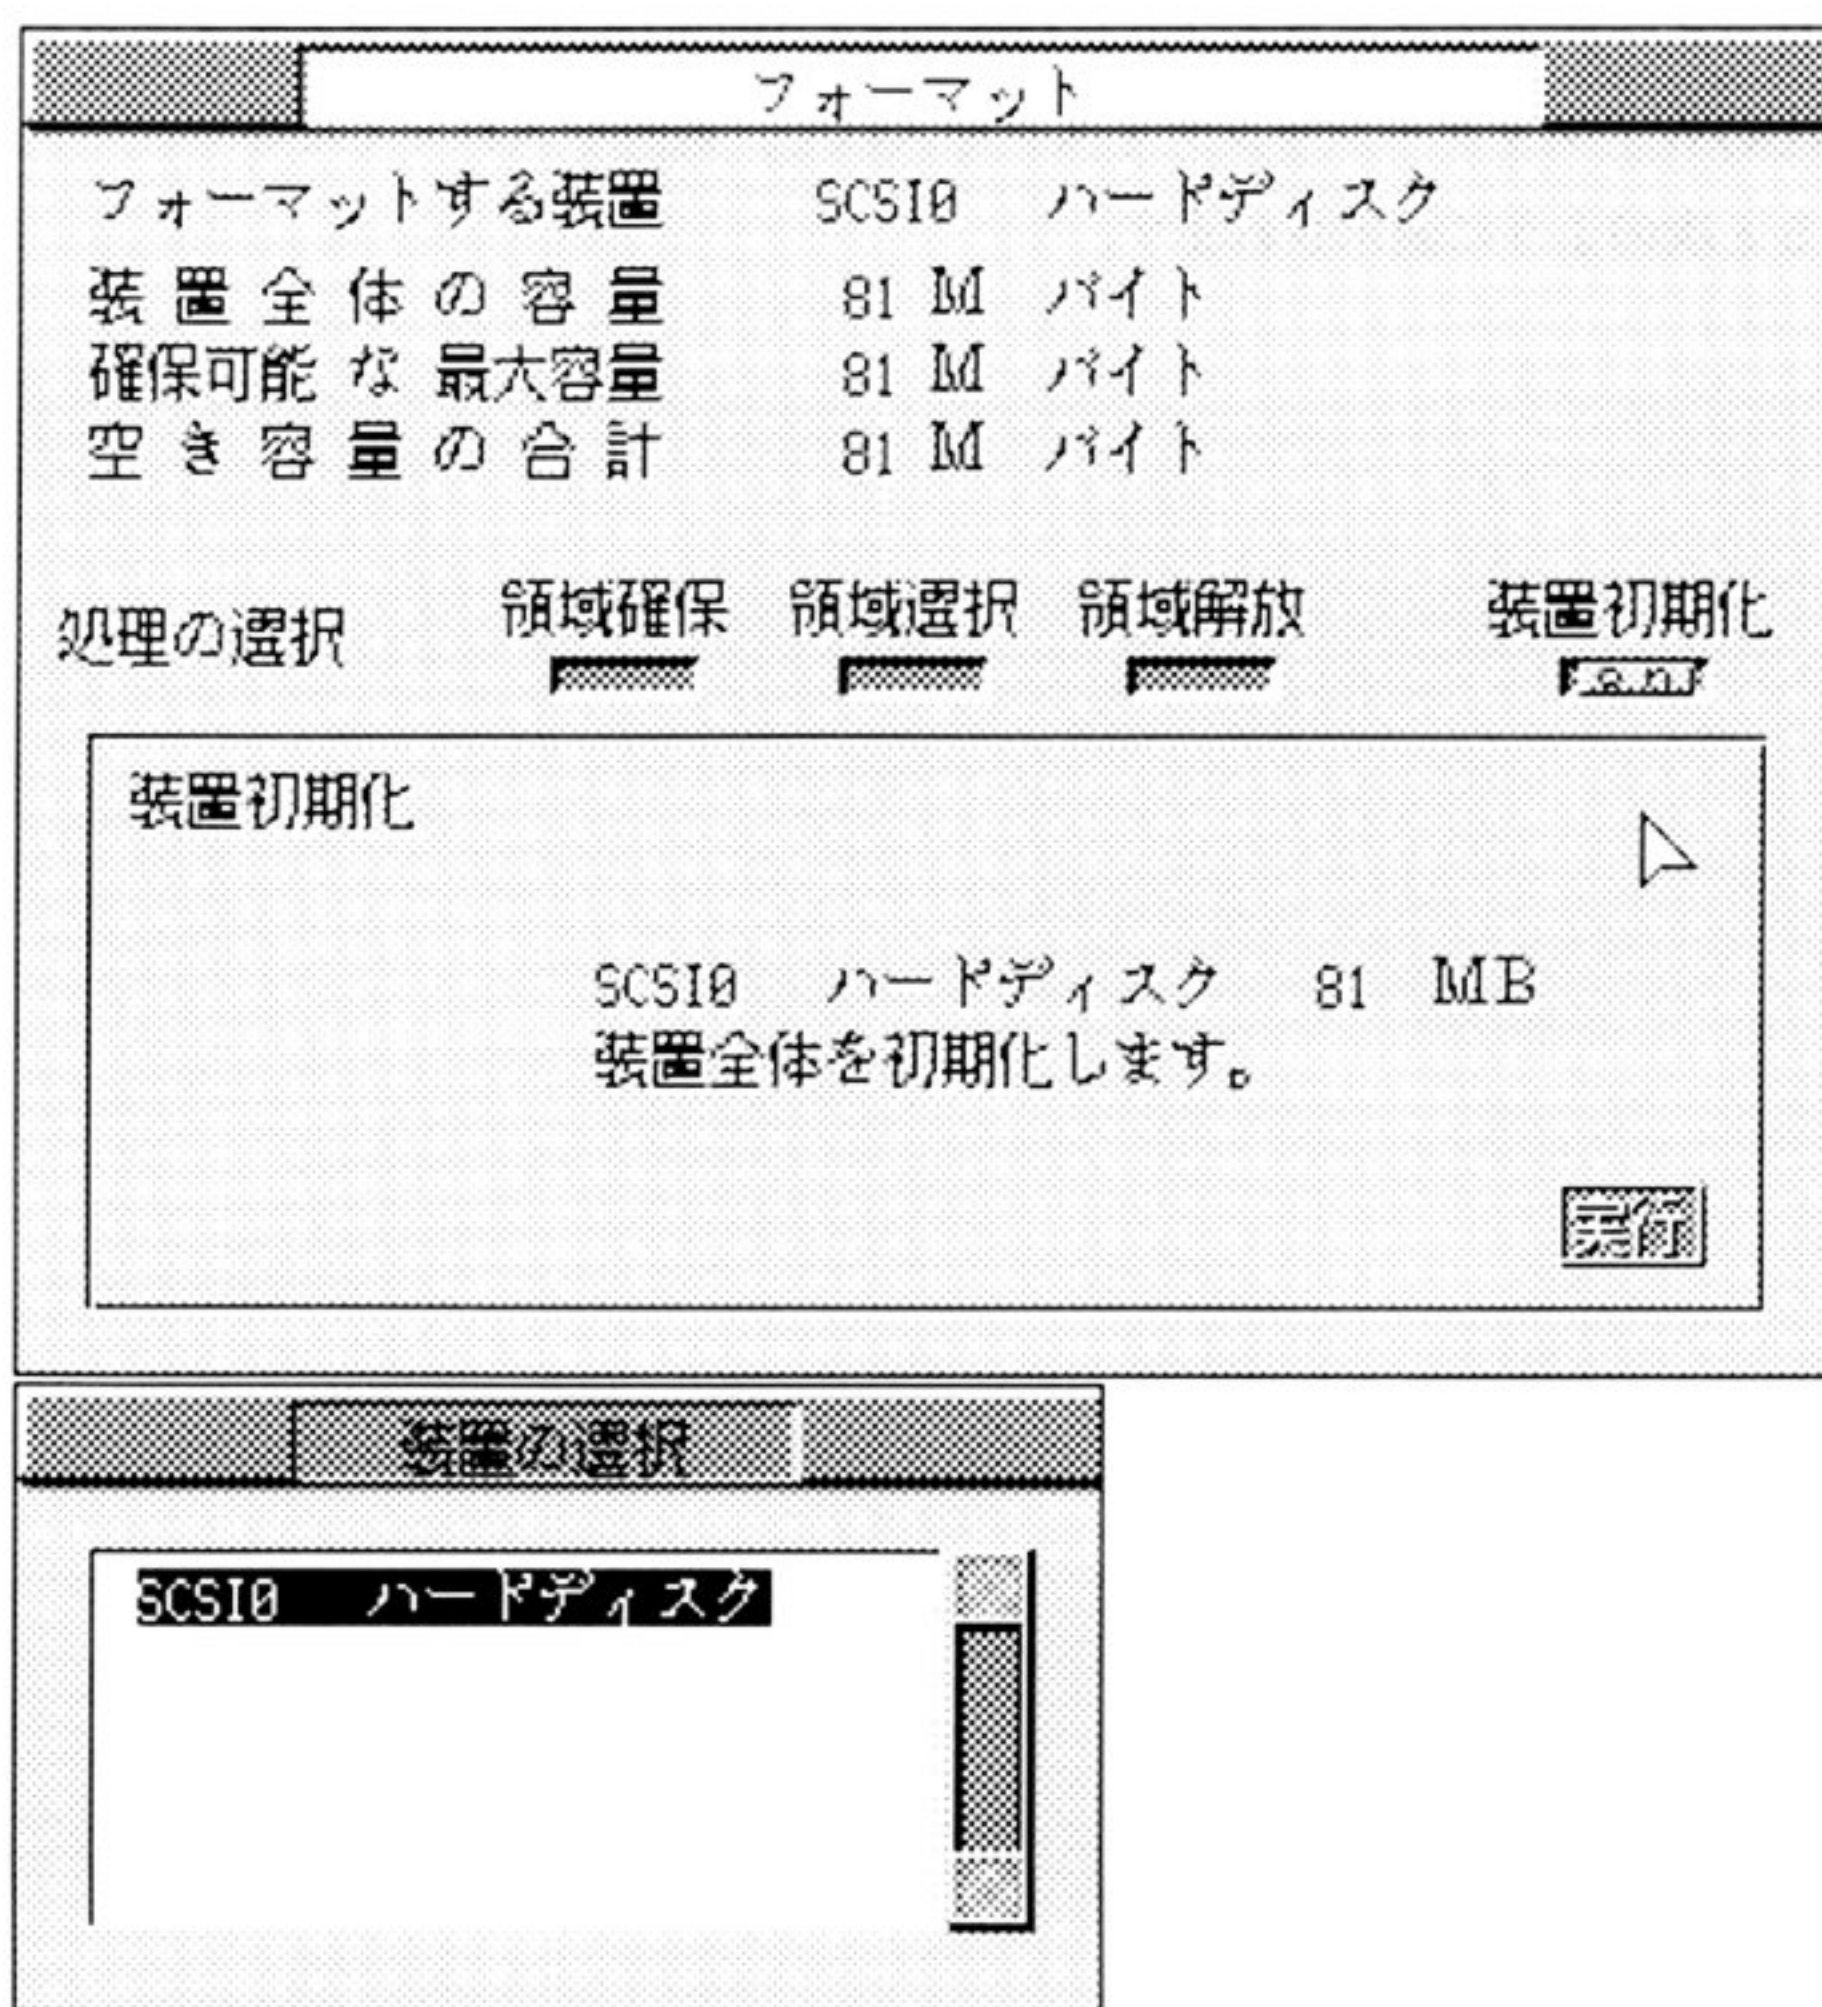 フォーマット
フォーマットする装置 SCSI0 ハードディスク
装置全体の容量 81 M バイト
確保可能な最大容量 81 M バイト
空き容量の合計 81 M バイト
処理の選択 領域確保 領域選択 領域解放 装置初期化
装置初期化
SCSI0 ハードディスク 81 MB
装置全体を初期化します。
実行
装置の選択
SCSI0 ハードディスク